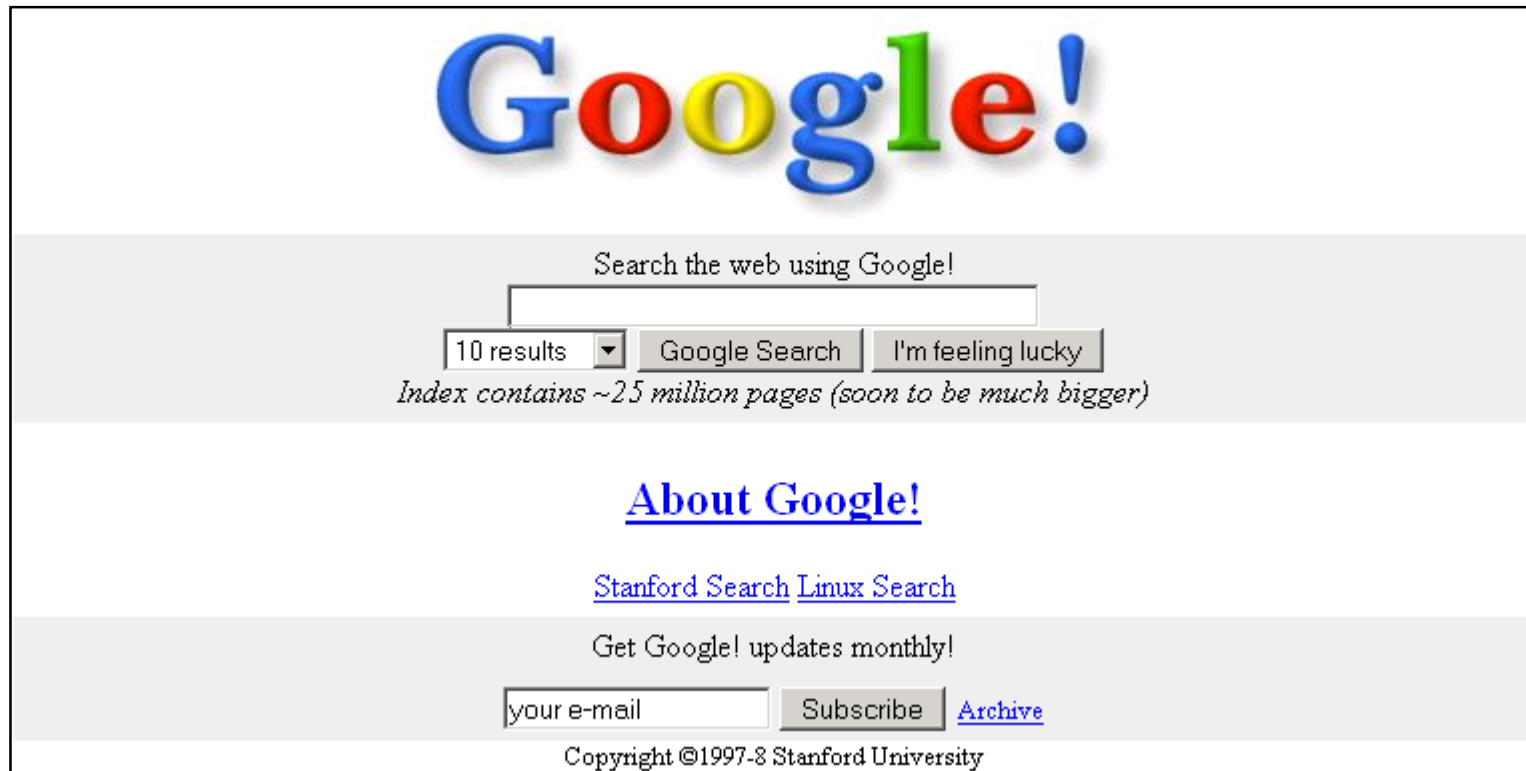 Google!
Search the web using Google!
10 results Google Search I'm feeling lucky
Index contains ~25 million pages (soon to be much bigger)
About Google!
Stanford Search Linux Search
Get Google! updates monthly!
your e-mail Subscribe Archive
Copyright ©1997-8 Stanford University